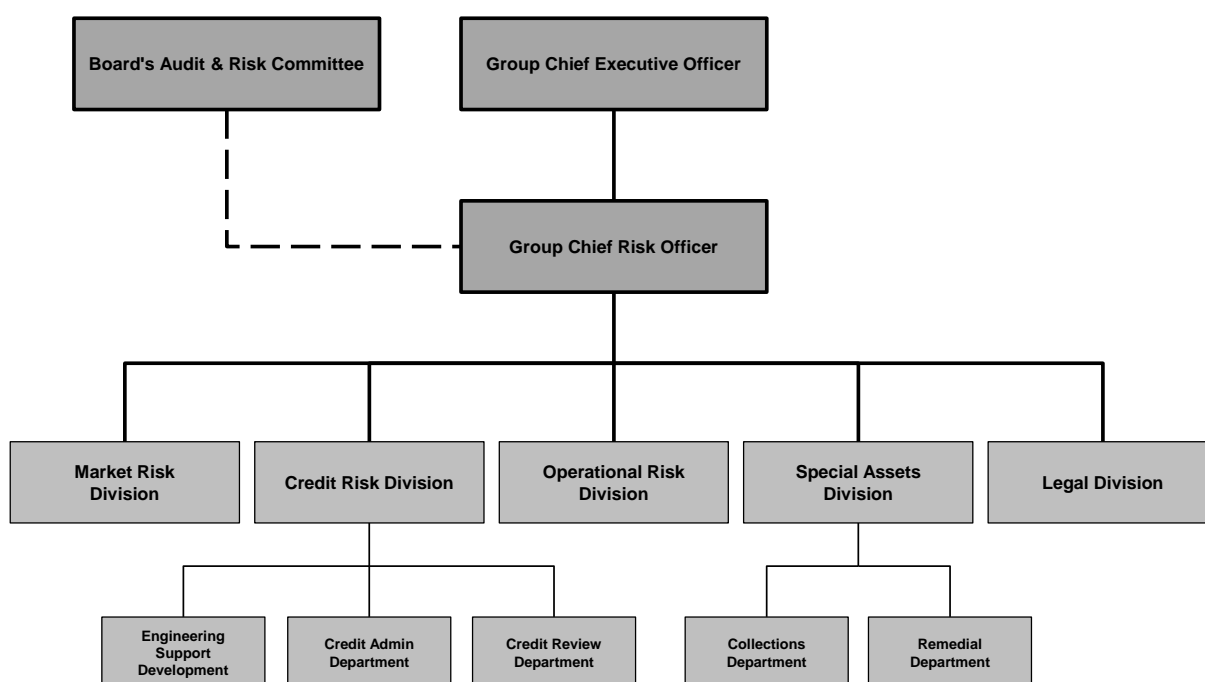 Board's Audit & Risk Committee
Group Chief Executive Officer
Group Chief Risk Officer
Market Risk
Division
Credit Risk Division
Operational Risk
Division
Special Assets
Division
Legal Division
Engineering
Support
Development
Credit Admin
Department
Credit Review
Department
Collections
Department
Remedial
Department